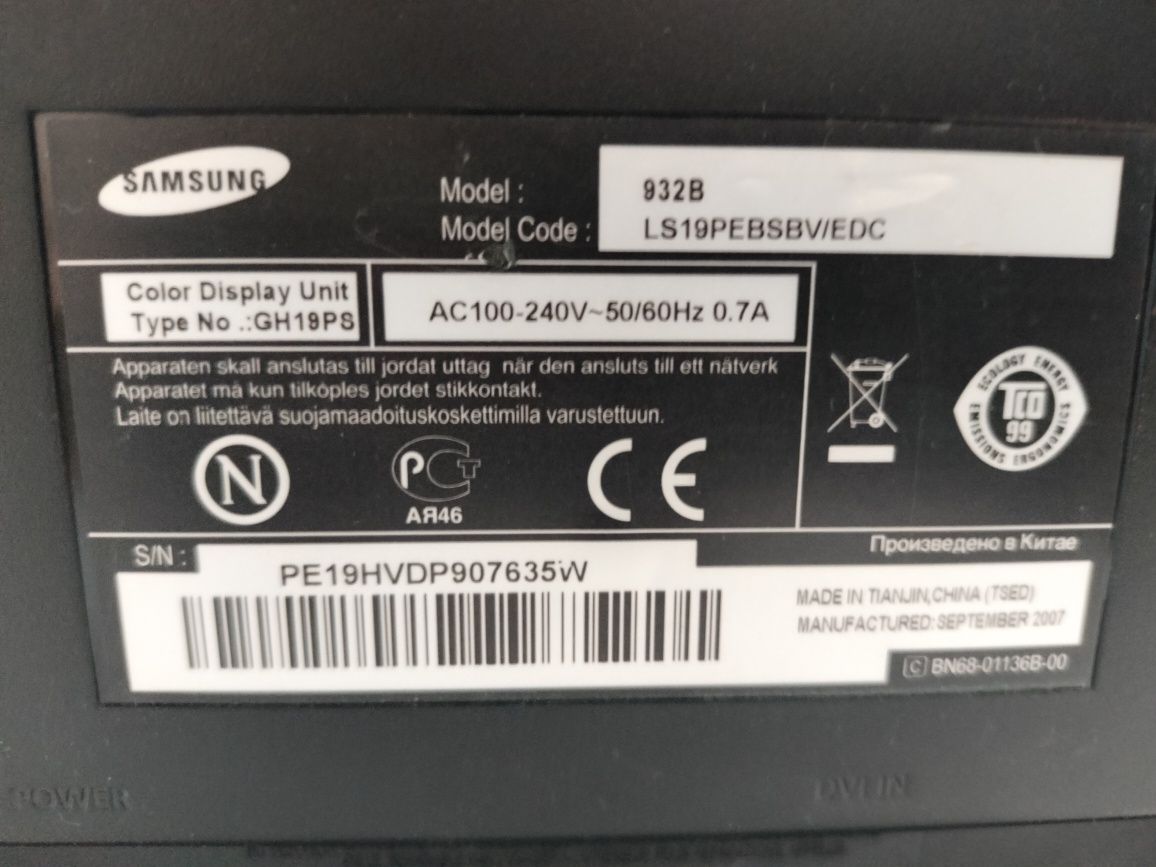 SAMSUNG
Model : 932B
Model Code : LS19PEBSBV/EDC
Color Display Unit
Type No .:GH19PS
AC100-240V~50/60Hz 0.7A
Apparaten skall anslutas till jordat uttag när den ansluts till ett nätverk
Apparatet må kun tilkoples jordet stikkontakt.
Laite on liitettävä suojamaadoituskoskettimilla varustettuun.
N
РСТ
АЯ46
CE
ECOLOGY ENERGY
TCO
99
EMISSIONS ERGONOMICS
S/N : PE19HVDP907635W
Произведено в Китае
MADE IN TIANJIN,CHINA (TSED)
MANUFACTURED: SEPTEMBER 2007
C BN68-01136B-00
POWER
DVI IN